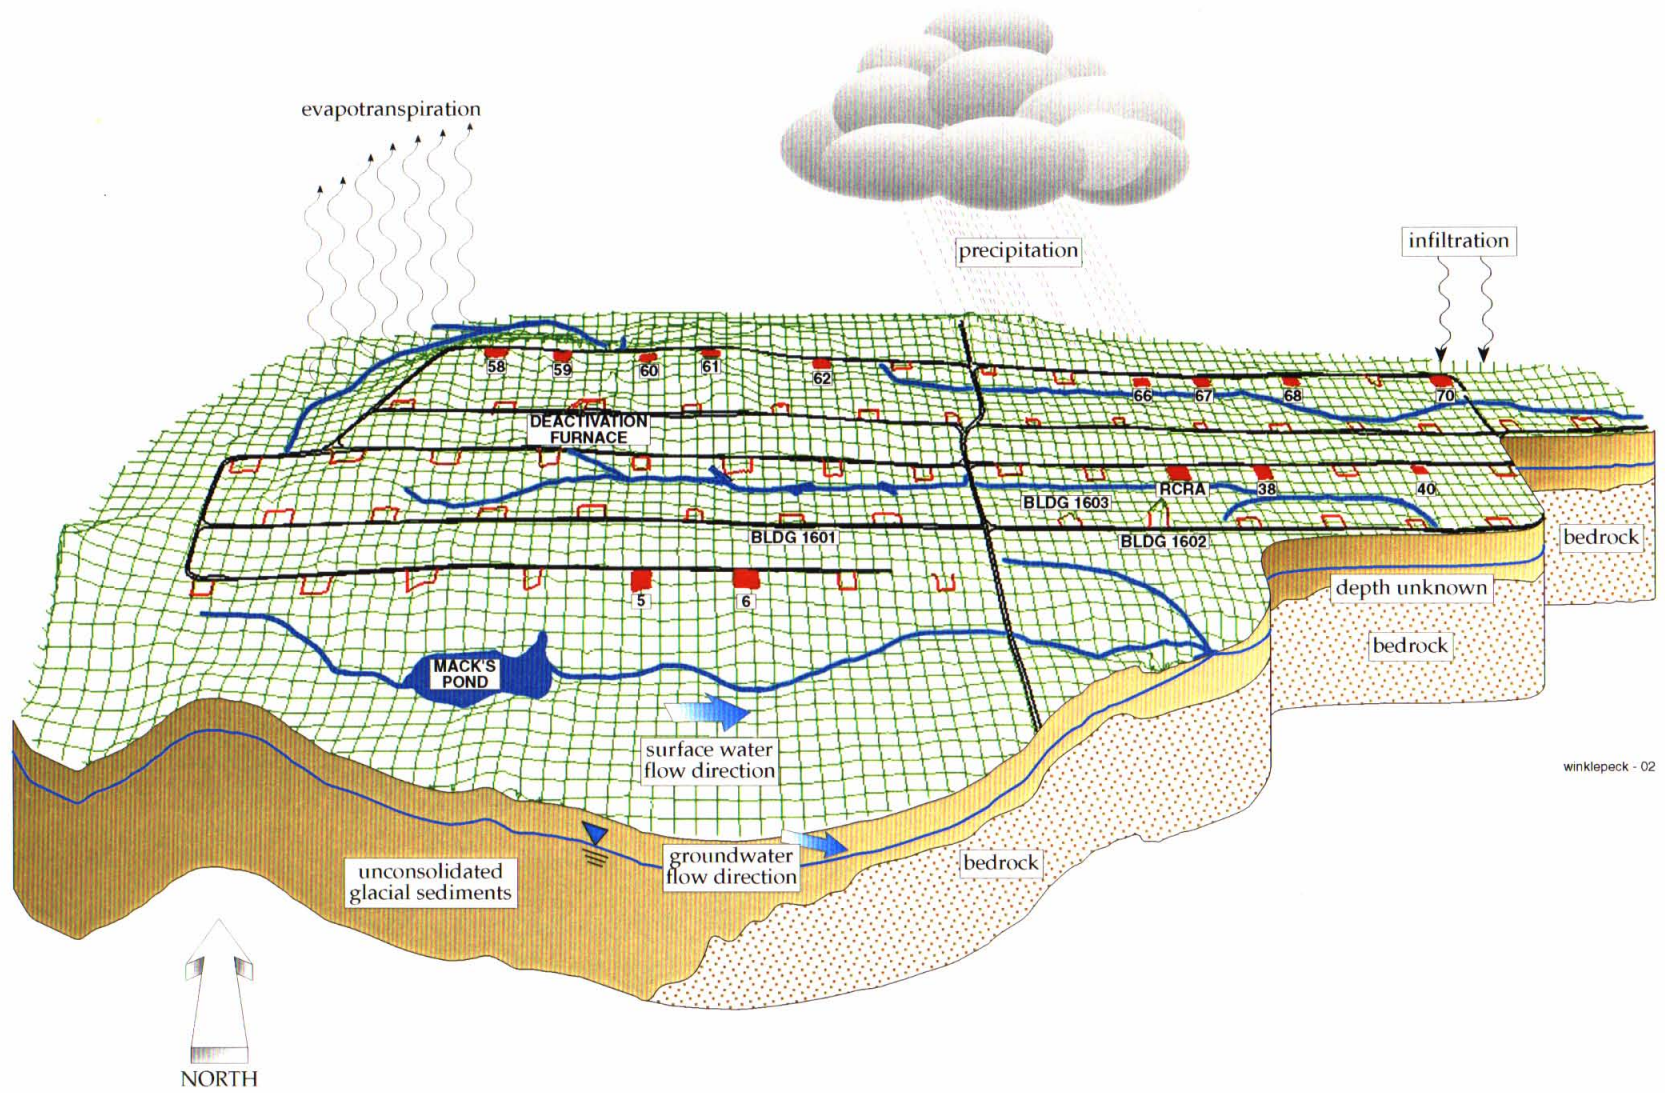 evapotranspiration
precipitation
infiltration
58
59
60
61
62
66
67
68
70
DEACTIVATION
FURNACE
RCRA
38
40
BLDG 1603
BLDG 1601
BLDG 1602
bedrock
depth unknown
5
6
bedrock
MACK'S
POND
surface water
flow direction
winklepeck - 02
groundwater
flow direction
bedrock
unconsolidated
glacial sediments
NORTH